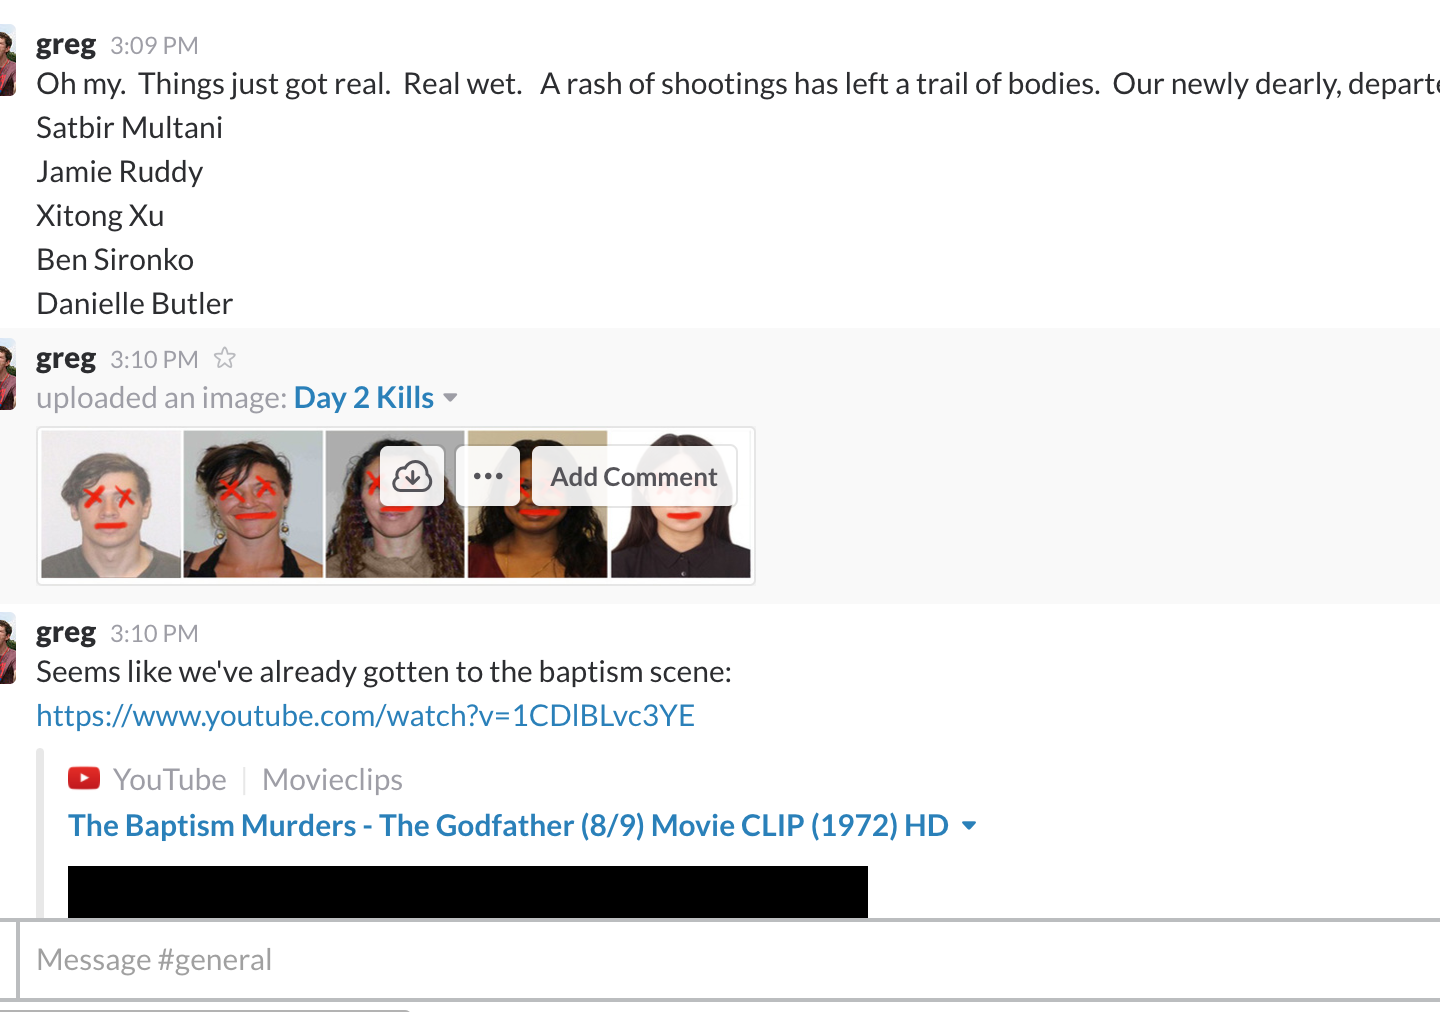 greg 3:09 PM
Oh my. Things just got real. Real wet. A rash of shootings has left a trail of bodies. Our newly dearly, departe
Satbir Multani
Jamie Ruddy
Xitong Xu
Ben Sironko
Danielle Butler
greg 3:10 PM
uploaded an image: Day 2 Kills
Add Comment
greg 3:10 PM
Seems like we've already gotten to the baptism scene:
https://www.youtube.com/watch?v=1CDlBLvc3YE
YouTube | Movieclips
The Baptism Murders - The Godfather (8/9) Movie CLIP (1972) HD
Message #general